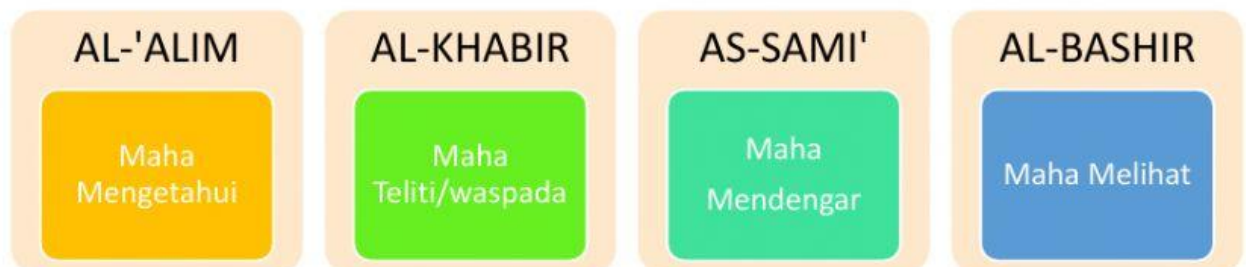 AL-'ALIM
Maha
Mengetahui
AL-KHABIR
Maha
Teliti/waspada
AS-SAMI'
Maha
Mendengar
AL-BASHIR
Maha Melihat